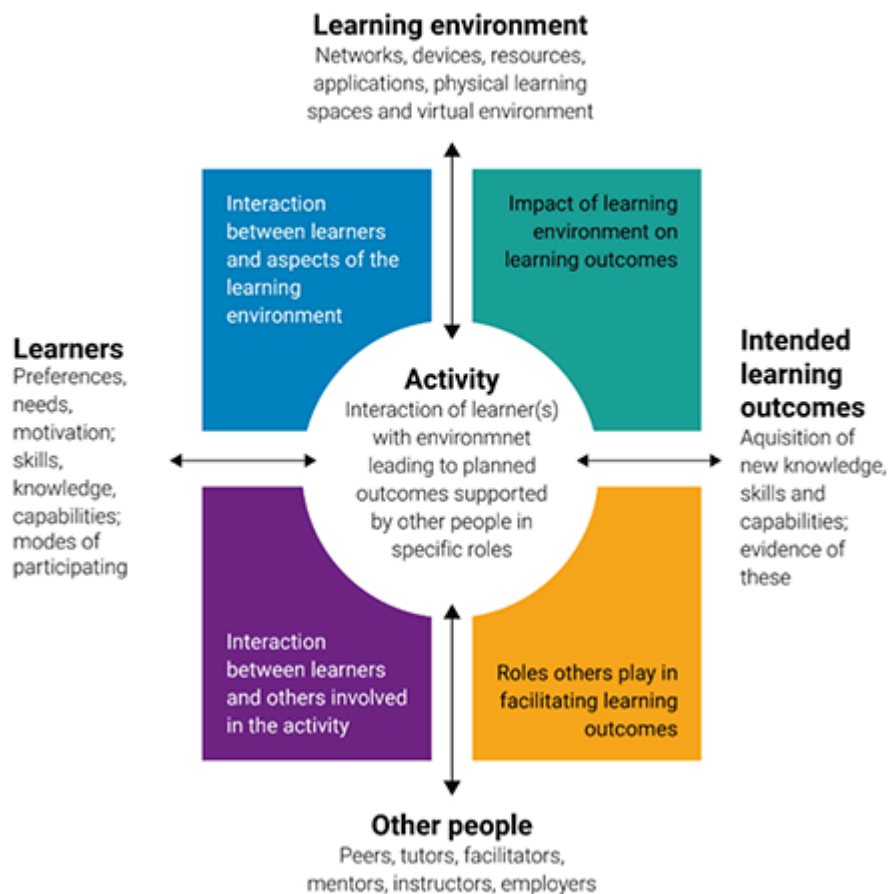 Learning environment
Networks, devices, resources,
applications, physical learning
spaces and virtual environment
Interaction
between learners
and aspects of the
learning
environment
Impact of learning
environment on
learning outcomes
Learners
Preferences,
needs,
motivation;
skills,
knowledge,
capabilities;
modes of
participating
Activity
Interaction of learner(s)
with environmnet
leading to planned
outcomes supported
by other people in
specific roles
Intended
learning
outcomes
Aquisition of
new knowledge,
skills and
capabilities;
evidence of
these
Interaction
between learners
and others involved
in the activity
Roles others play in
facilitating learning
outcomes
Other people
Peers, tutors, facilitators,
mentors, instructors, employers